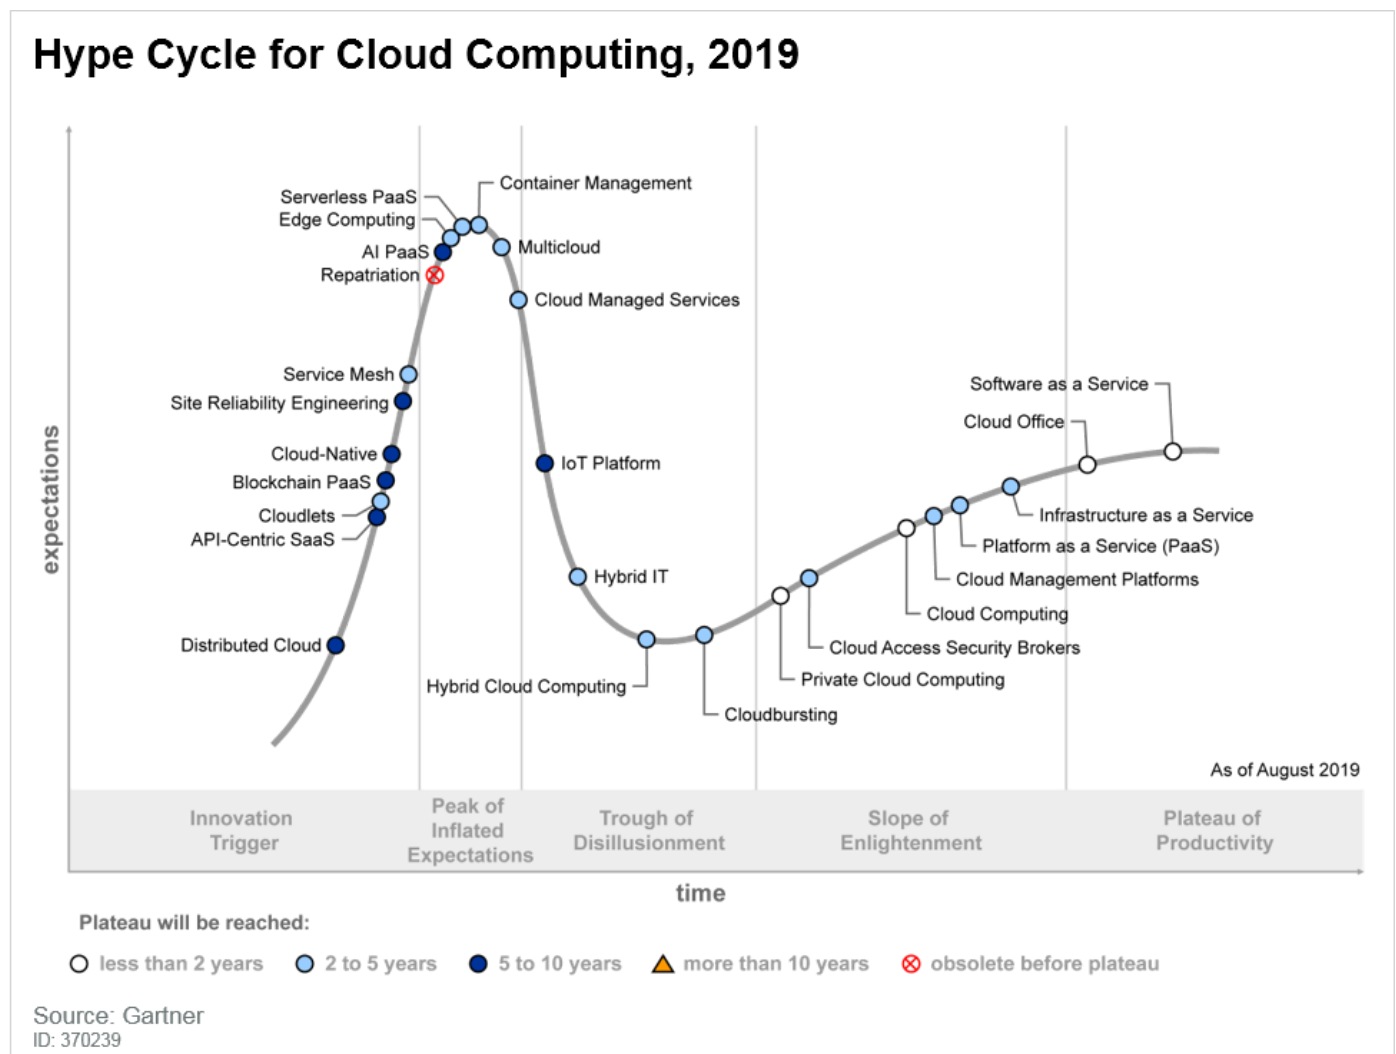 Hype Cycle for Cloud Computing, 2019
expectations
Container Management
Serverless PaaS
Edge Computing
AI PaaS
Multicloud
Repatriation
Cloud Managed Services
Service Mesh
Site Reliability Engineering
Cloud-Native
Blockchain PaaS
Cloudlets
API-Centric SaaS
Distributed Cloud
IoT Platform
Hybrid IT
Hybrid Cloud Computing
Cloudbursting
Software as a Service
Cloud Office
Infrastructure as a Service
Platform as a Service (PaaS)
Cloud Management Platforms
Cloud Computing
Cloud Access Security Brokers
Private Cloud Computing
As of August 2019
Innovation
Trigger
Peak of
Inflated
Expectations
Trough of
Disillusionment
Slope of
Enlightenment
Plateau of
Productivity
time
Plateau will be reached:
less than 2 years
2 to 5 years
5 to 10 years
more than 10 years
obsolete before plateau
Source: Gartner
ID: 370239